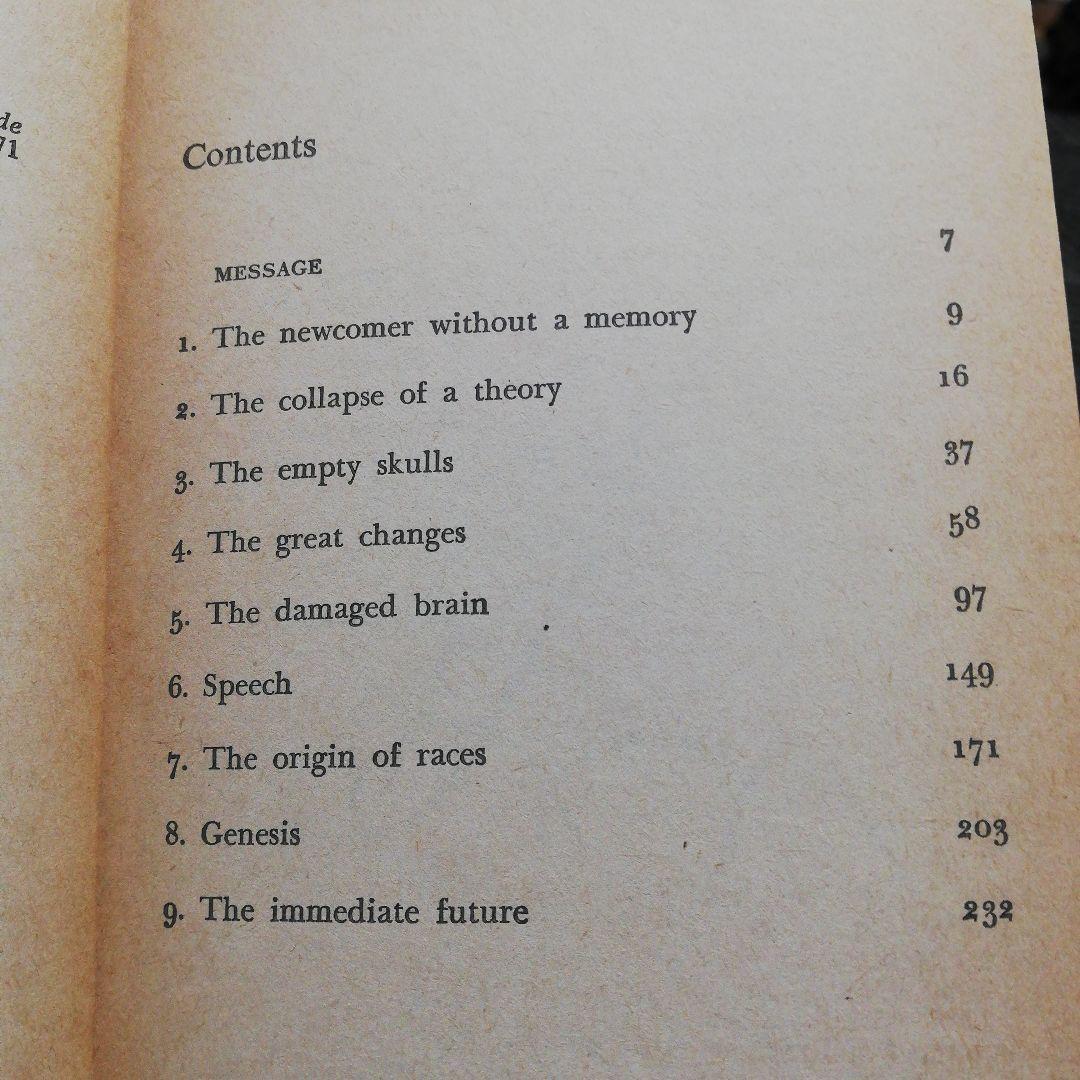 de
71
Contents
MESSAGE 7
1. The newcomer without a memory 9
2. The collapse of a theory 16
3. The empty skulls 37
4. The great changes 58
5. The damaged brain 97
6. Speech 149
7. The origin of races 171
8. Genesis 203
9. The immediate future 232